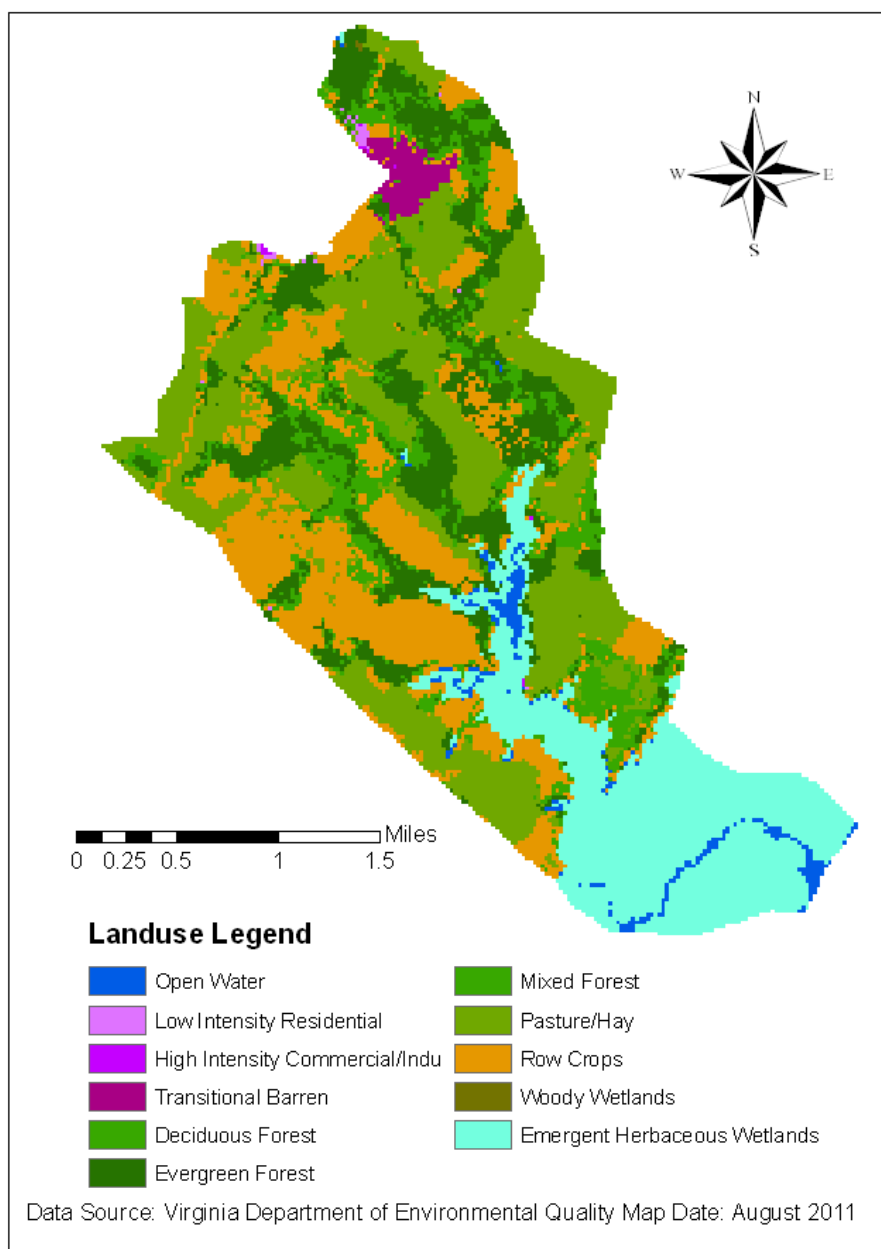 N
W E
S
Miles
0 0.25 0.5 1 1.5
Landuse Legend
Open Water
Low Intensity Residential
High Intensity Commercial/Indu
Transitional Barren
Deciduous Forest
Evergreen Forest
Mixed Forest
Pasture/Hay
Row Crops
Woody Wetlands
Emergent Herbaceous Wetlands
Data Source: Virginia Department of Environmental Quality Map Date: August 2011